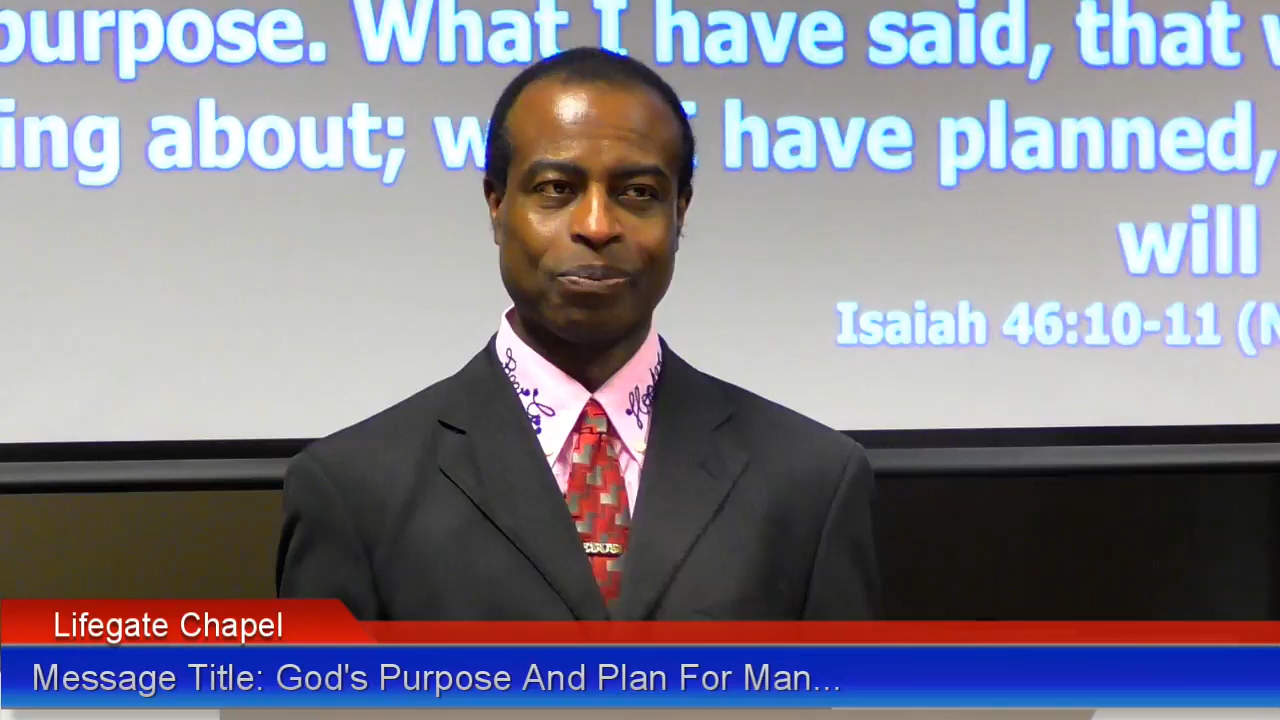 purpose. What I have said, that w
ing about; I have planned,
will
Isaiah 46:10-11 (N
Lifegate Chapel
Message Title: God's Purpose And Plan For Man...